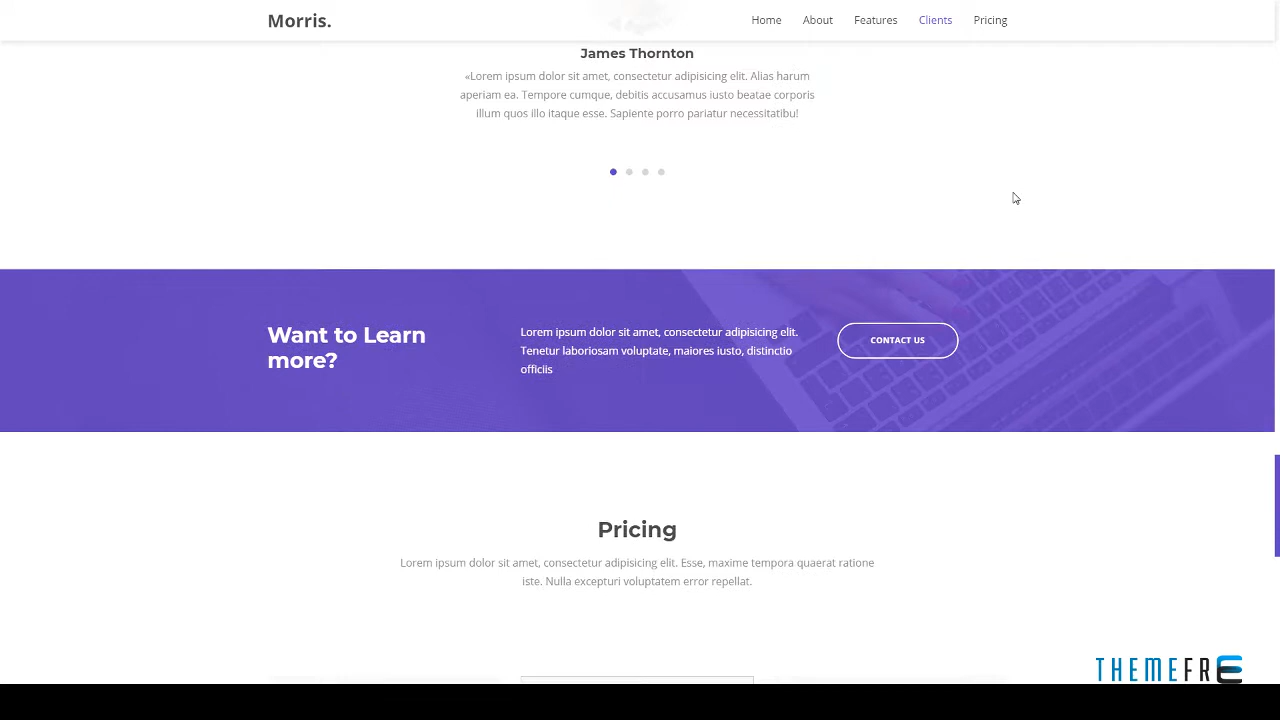 Morris.
Home About Features Clients Pricing
James Thornton
«Lorem ipsum dolor sit amet, consectetur adipisicing elit. Alias harum
aperiam ea. Tempore cumque, debitis accusamus iusto beatae corporis
illum quos illo itaque esse. Sapiente porro pariatur necessitatibu!
Want to Learn
more?
Lorem ipsum dolor sit amet, consectetur adipisicing elit.
Tenetur laboriosam voluptate, maiores iusto, distinctio
officiis
CONTACT US
Pricing
Lorem ipsum dolor sit amet, consectetur adipisicing elit. Esse, maxime tempora quaerat ratione
iste. Nulla excepturi voluptatem error repellat.
THEMEFRE